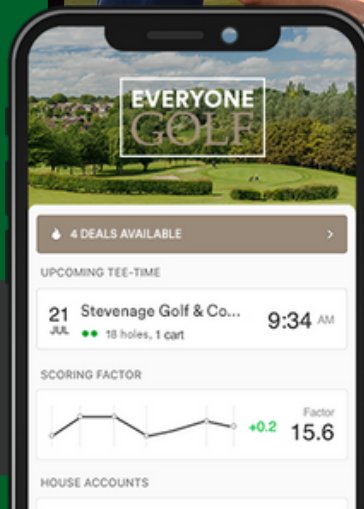 EVERYONE
GOLF
4 DEALS AVAILABLE
UPCOMING TEE-TIME
21 Stevenage Golf & Co... 9:34 AM
JUL 18 holes, 1 cart
SCORING FACTOR
Factor
+0.2 15.6
HOUSE ACCOUNTS